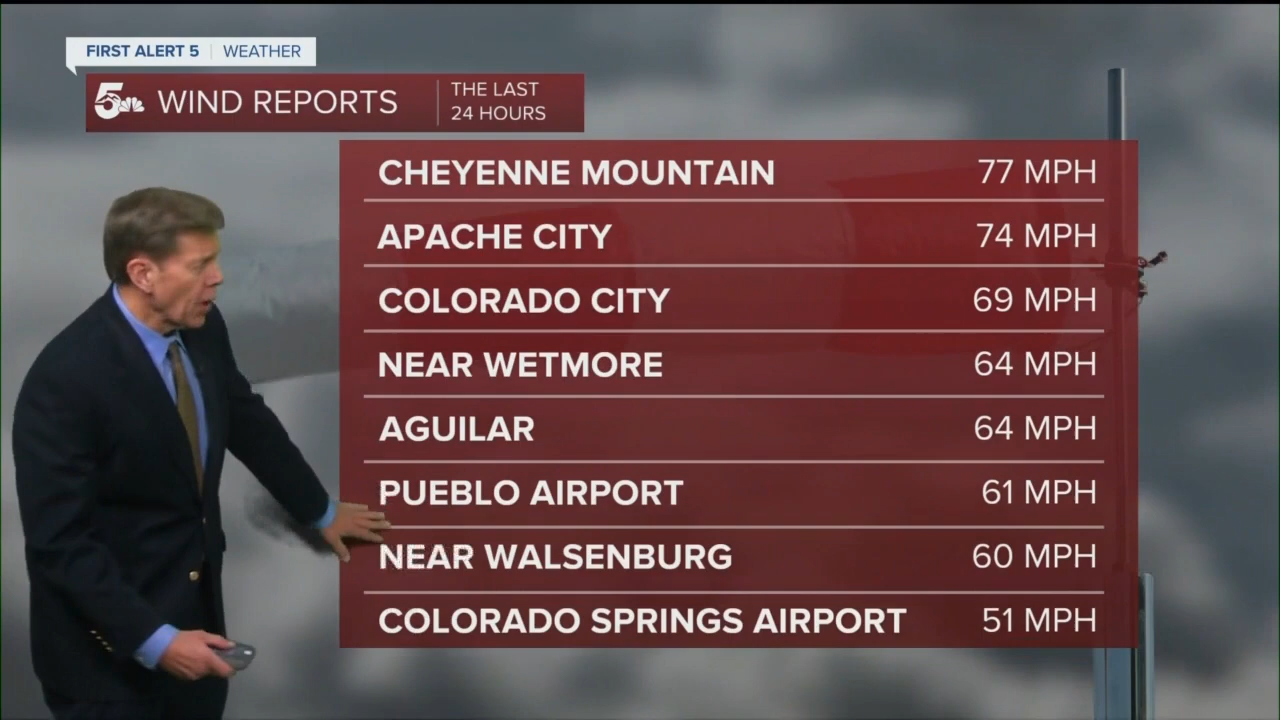 FIRST ALERT 5 | WEATHER
5 WIND REPORTS
THE LAST
24 HOURS
CHEYENNE MOUNTAIN 77 MPH
APACHE CITY 74 MPH
COLORADO CITY 69 MPH
NEAR WETMORE 64 MPH
AGUILAR 64 MPH
PUEBLO AIRPORT 61 MPH
NEAR WALSENBURG 60 MPH
COLORADO SPRINGS AIRPORT 51 MPH